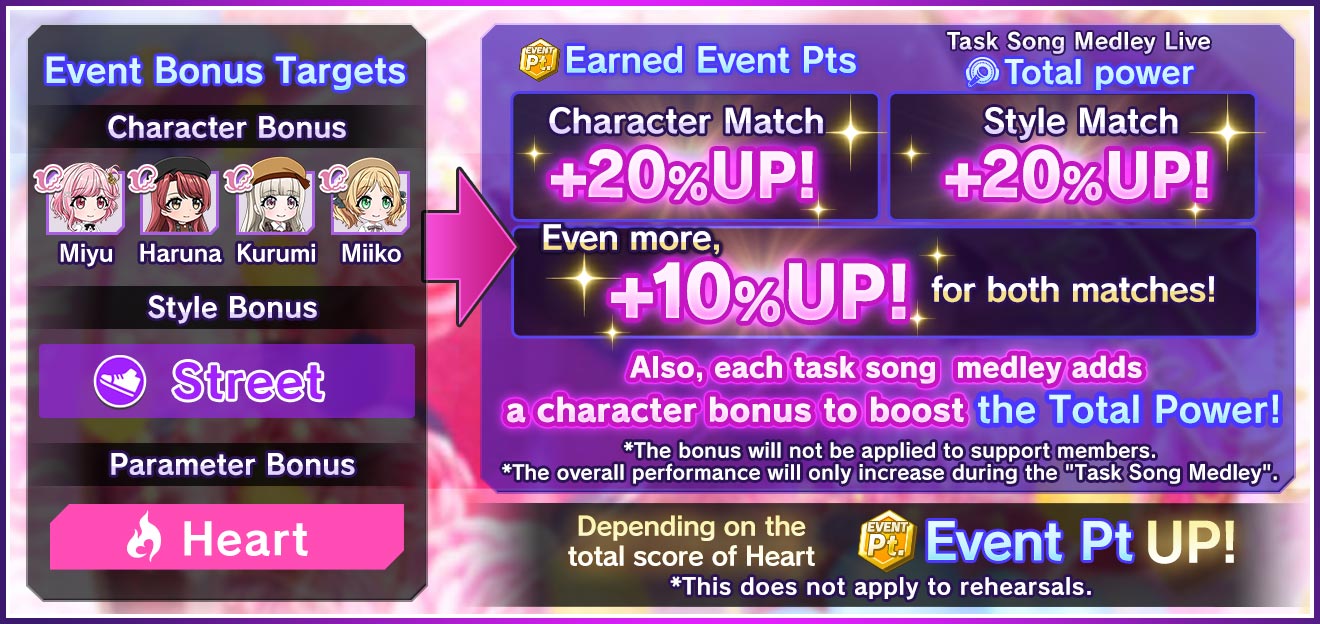 Event Bonus Targets
Character Bonus
Miyu
Haruna
Kurumi
Miiko
Style Bonus
Street
Parameter Bonus
Heart
EVENT
Pt.
Earned Event Pts
Task Song Medley Live
Total power
Character Match
+20%UP!
Style Match
+20%UP!
Even more,
+10%UP! for both matches!
Also, each task song medley adds
a character bonus to boost the Total Power!
*The bonus will not be applied to support members.
*The overall performance will only increase during the "Task Song Medley".
Depending on the
total score of Heart
EVENT
Pt.
Event Pt UP!
*This does not apply to rehearsals.